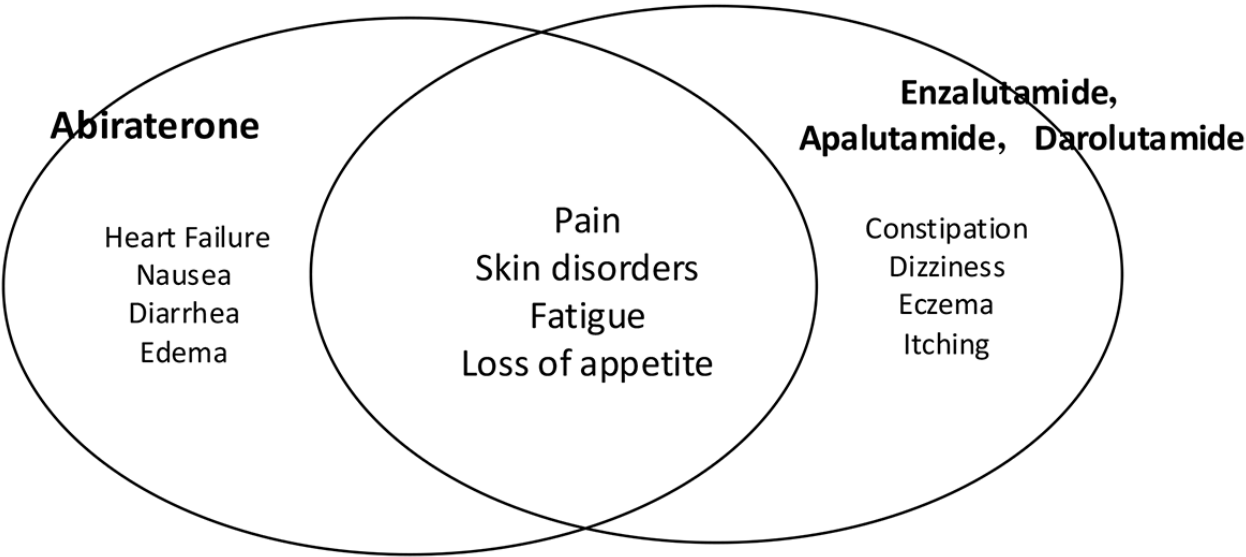 Abiraterone
Heart Failure
Nausea
Diarrhea
Edema
Pain
Skin disorders
Fatigue
Loss of appetite
Enzalutamide,
Apalutamide, Darolutamide
Constipation
Dizziness
Eczema
Itching